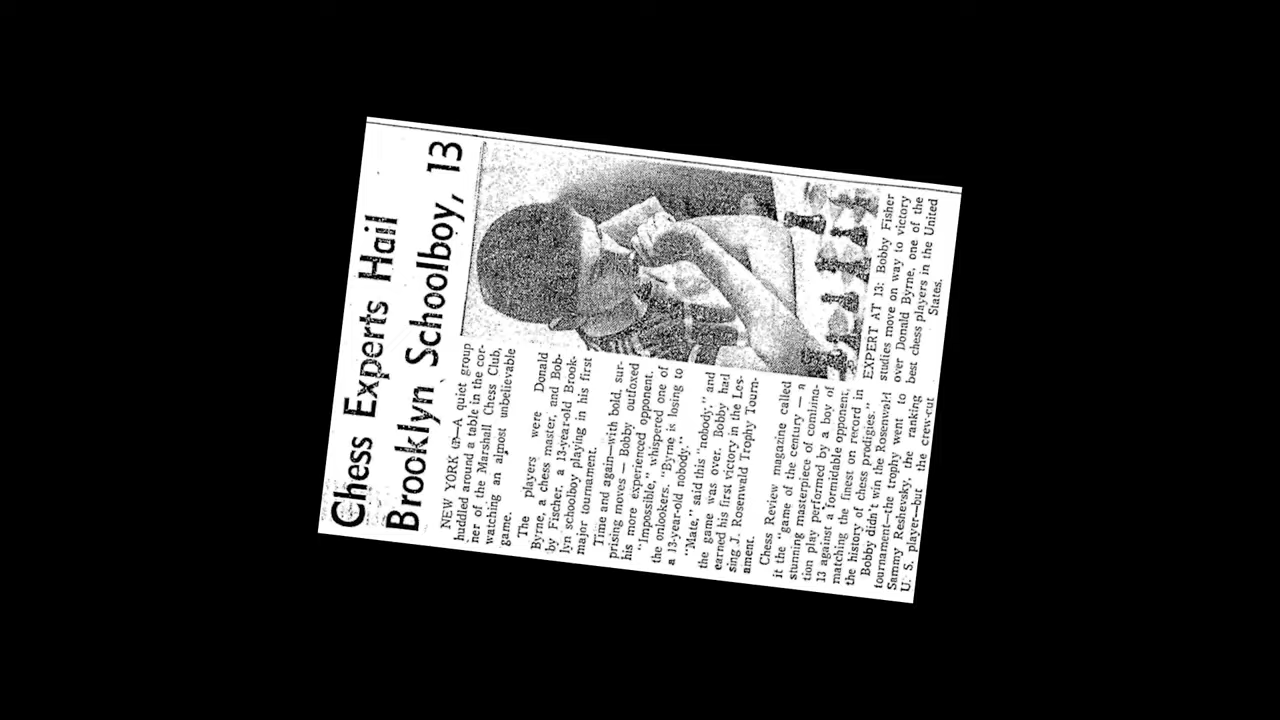 Chess Experts Hail
Brooklyn Schoolboy, 13
NEW YORK (AP)—A quiet group
huddled around a table in the cor-
ner of the Marshall Chess Club,
watching an almost unbelievable
game.
The players were Donald
Byrne, a chess master, and Bob-
by Fischer, a 13-year-old Brook-
lyn schoolboy playing in his first
major tournament.
Time and again—with bold, sur-
prising moves — Bobby outfoxed
his more experienced opponent.
"Impossible," whispered one of
the onlookers. "Byrne is losing to
a 13-year-old nobody."
"Mate," said this "nobody," and
the game was over. Bobby had
earned his first victory in the Les-
sing J. Rosenwald Trophy Tourn-
ament.
Chess Review magazine called
it the "game of the century — a
stunning masterpiece of combina-
tion play performed by a boy of
13 against a formidable opponent,
matching the finest on record in
the history of chess prodigies."
Bobby didn't win the Rosenwald
tournament—the trophy went to
Sammy Reshevsky, the ranking
U. S. player—but the crew-cut
EXPERT AT 13: Bobby Fisher
studies move on way to victory
over Donald Byrne, one of the
best chess players in the United
States.